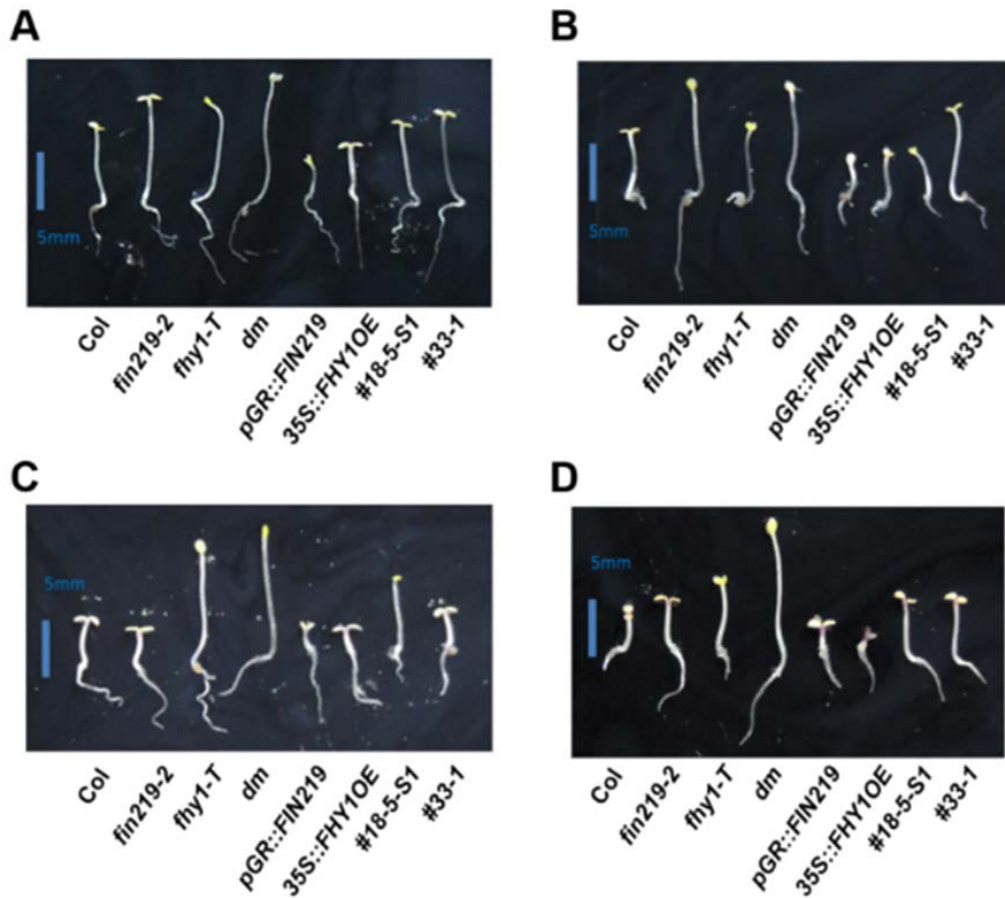 A
5mm
Col
fin219-2
fhy1-T
dm
pGR::FIN219
35S::FHY1OE
#18-5-S1
#33-1
B
5mm
Col
fin219-2
fhy1-T
dm
pGR::FIN219
35S::FHY1OE
#18-5-S1
#33-1
C
5mm
Col
fin219-2
fhy1-T
dm
pGR::FIN219
35S::FHY1OE
#18-5-S1
#33-1
D
5mm
Col
fin219-2
fhy1-T
dm
pGR::FIN219
35S::FHY1OE
#18-5-S1
#33-1